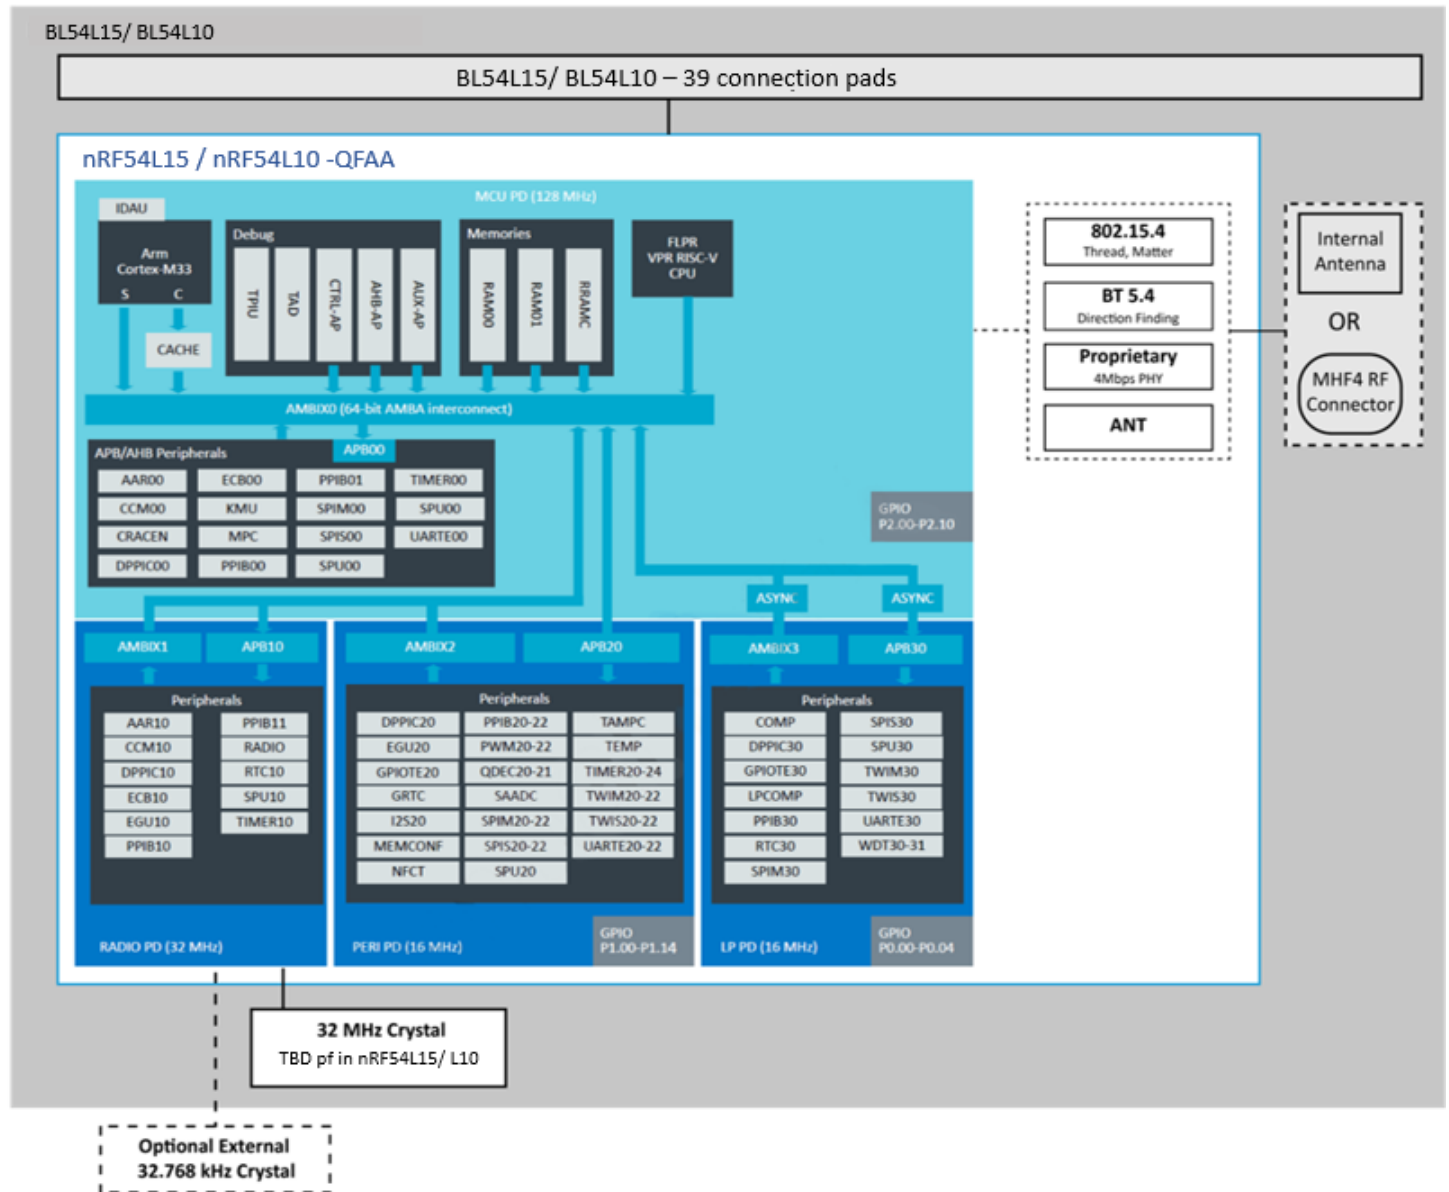 BL54L15/ BL54L10
BL54L15/ BL54L10 – 39 connection pads
nRF54L15 / nRF54L10 -QFAA
MCU PD (128 MHz)
IDAU
Arm
Cortex-M33
S C
CACHE
Debug
TPIU
TAD
CTRL-AP
AHB-AP
AUX-AP
Memories
RAM00
RAM01
RRAMC
FLPR
VPR RISC-V
CPU
AMBIX0 (64-bit AMBA interconnect)
APB/AHB Peripherals
APB00
AAR00 ECB00 PPIB01 TIMER00
CCM00 KMU SPIM00 SPU00
CRACEN MPC SPIS00 UARTE00
DPPIC00 PPIB00 SPU00
GPIO
P2.00-P2.10
ASYNC
ASYNC
AMBIX1
APB10
Peripherals
AAR10 PPIB11
CCM10 RADIO
DPPIC10 RTC10
ECB10 SPU10
EGU10 TIMER10
PPIB10
RADIO PD (32 MHz)
AMBIX2
APB20
Peripherals
DPPIC20 PPIB20-22 TAMPC
EGU20 PWM20-22 TEMP
GPIOTE20 QDEC20-21 TIMER20-24
GRTC SAADC TWIM20-22
I2S20 SPIM20-22 TWIS20-22
MEMCONF SPIS20-22 UARTE20-22
NFCT SPU20
PERI PD (16 MHz)
GPIO
P1.00-P1.14
AMBIX3
APB30
Peripherals
COMP SPIS30
DPPIC30 SPU30
GPIOTE30 TWIM30
LPCOMP TWIS30
PPIB30 UARTE30
RTC30 WDT30-31
SPIM30
LP PD (16 MHz)
GPIO
P0.00-P0.04
802.15.4
Thread, Matter
BT 5.4
Direction Finding
Proprietary
4Mbps PHY
ANT
Internal
Antenna
OR
MHF4 RF
Connector
32 MHz Crystal
TBD pf in nRF54L15/ L10
Optional External
32.768 kHz Crystal